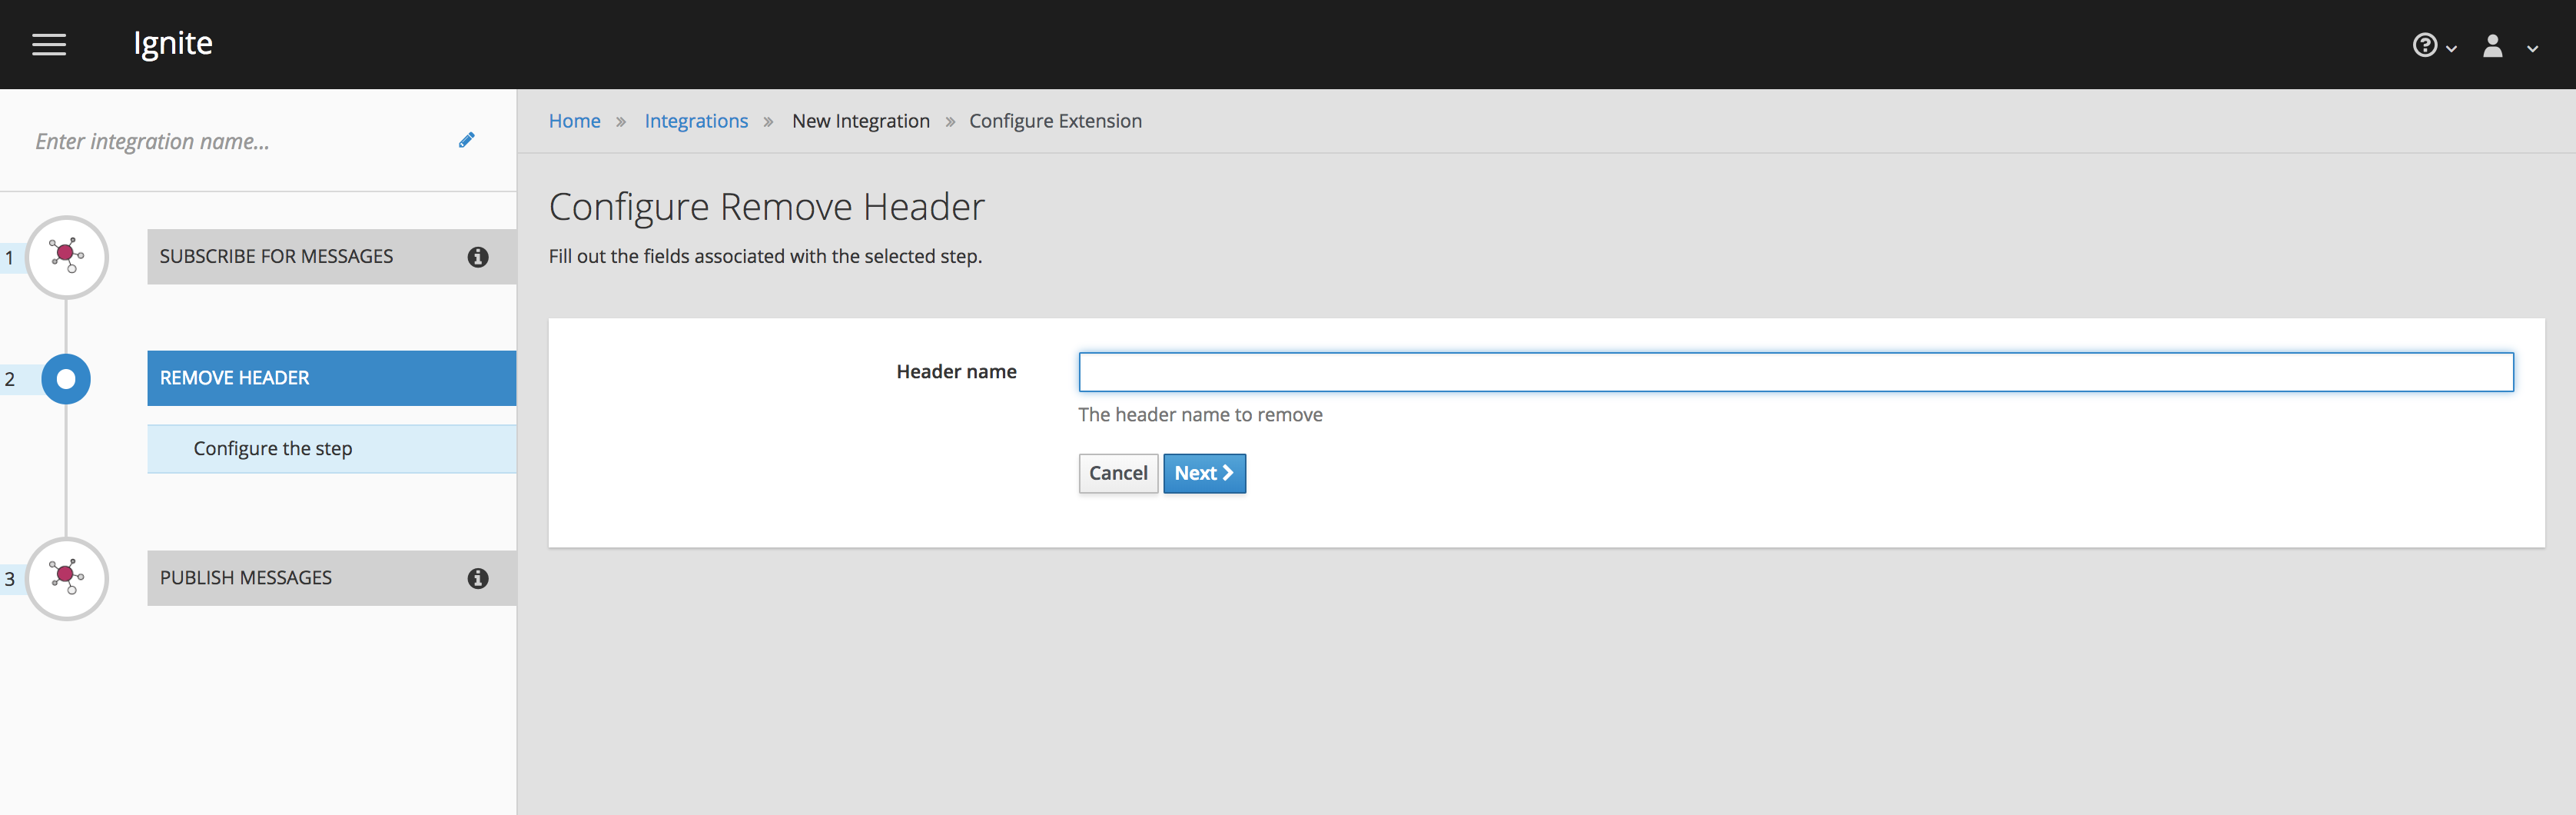 Ignite
Enter integration name...
1
SUBSCRIBE FOR MESSAGES
2
REMOVE HEADER
Configure the step
3
PUBLISH MESSAGES
Home » Integrations » New Integration » Configure Extension
Configure Remove Header
Fill out the fields associated with the selected step.
Header name
The header name to remove
Cancel
Next